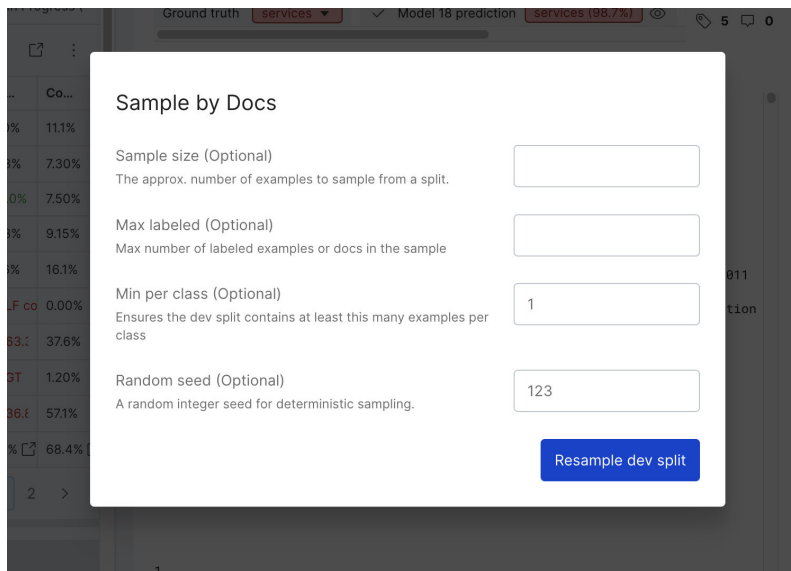 Ground truth services Model 18 prediction services (98.7%) 5 0
Co...
11.1%
7.30%
7.50%
9.15%
16.1%
LF co 0.00%
37.6%
GT 1.20%
57.1%
68.4%
2
011
tion
Sample by Docs
Sample size (Optional)
The approx. number of examples to sample from a split.
Max labeled (Optional)
Max number of labeled examples or docs in the sample
Min per class (Optional)
Ensures the dev split contains at least this many examples per
class
1
Random seed (Optional)
A random integer seed for deterministic sampling.
123
Resample dev split